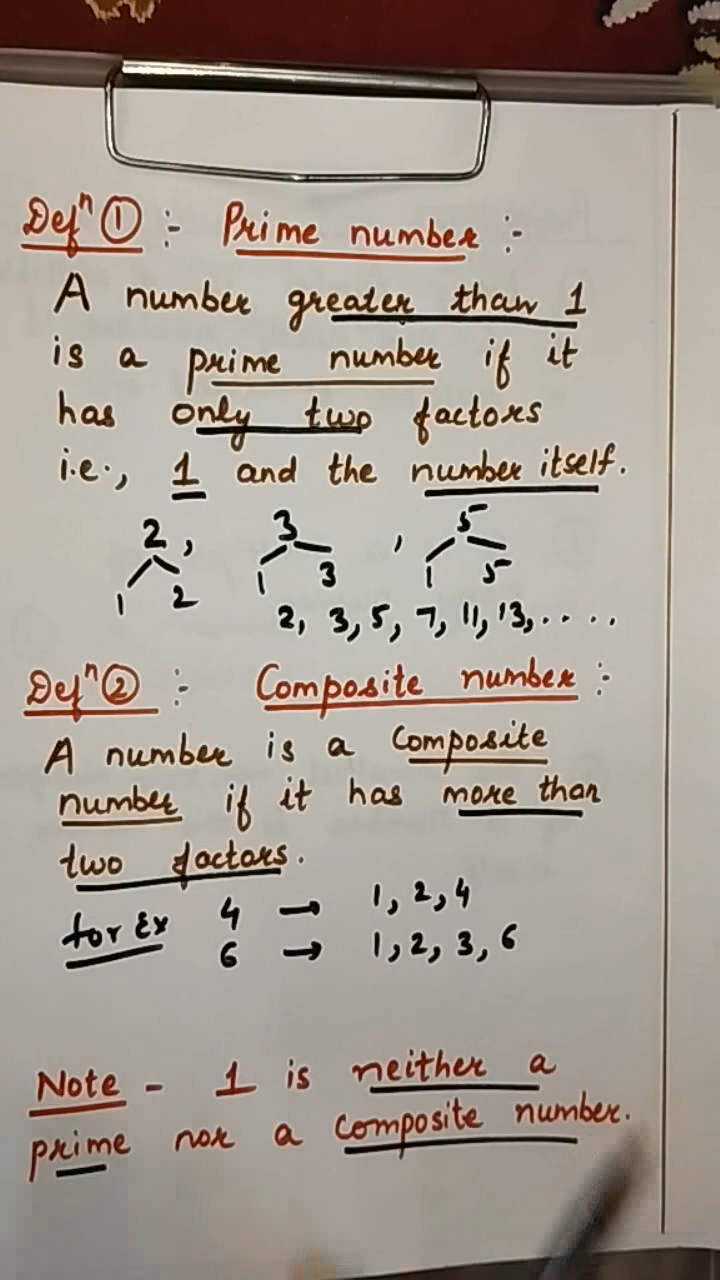 Defⁿ ① :- Prime number :-
A number greater than 1
is a prime number if it
has only two factors
i.e., 1 and the number itself.
2, 3, 5
1 2 1 3 1 5
2, 3, 5, 7, 11, 13, .....
Defⁿ ② :- Composite number :-
A number is a composite
number if it has more than
two factors.
for Ex 4 → 1, 2, 4
6 → 1, 2, 3, 6
Note - 1 is neither a
prime nor a composite number.